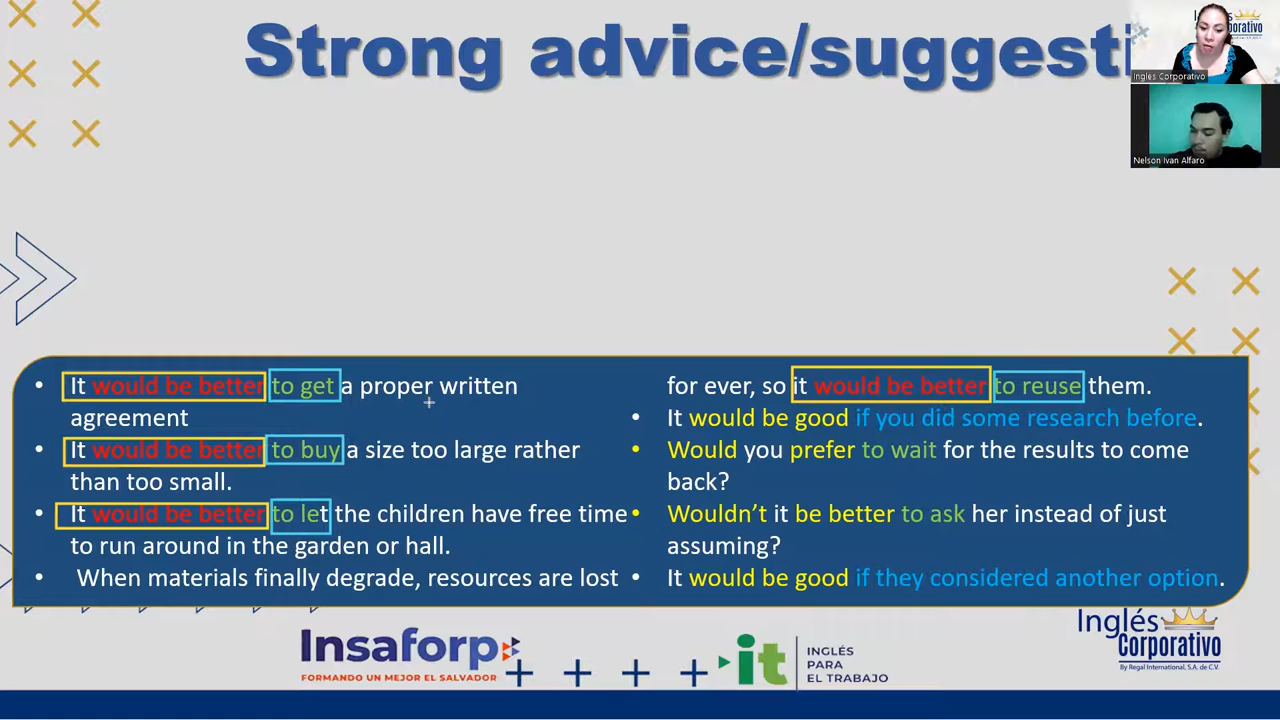 Strong advice/suggesti
Inglés
Corporativo
Ingles Corporativo
Nelson Ivan Alfaro
• It would be better to get a proper written
agreement
• It would be better to buy a size too large rather
than too small.
• It would be better to let the children have free time
to run around in the garden or hall.
• When materials finally degrade, resources are lost
for ever, so it would be better to reuse them.
• It would be good if you did some research before.
• Would you prefer to wait for the results to come
back?
• Wouldn't it be better to ask her instead of just
assuming?
• It would be good if they considered another option.
Insaforp
FORMANDO UN MEJOR EL SALVADOR
it
INGLÉS
PARA
EL TRABAJO
Inglés
Corporativo
By Regal International, S.A. de C.V.